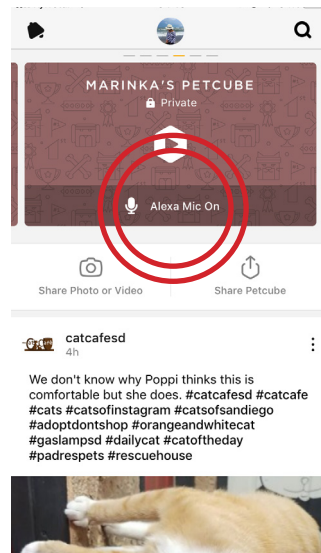 MARINKA'S PETCUBE
Private
Alexa Mic On
Share Photo or Video
Share Petcube
catcafesd
4h
We don't know why Poppi thinks this is
comfortable but she does. #catcafesd #catcafe
#cats #catsofinstagram #catsofsandiego
#adoptdontshop #orangeandwhitecat
#gaslampsd #dailycat #catoftheday
#padrespets #rescuehouse